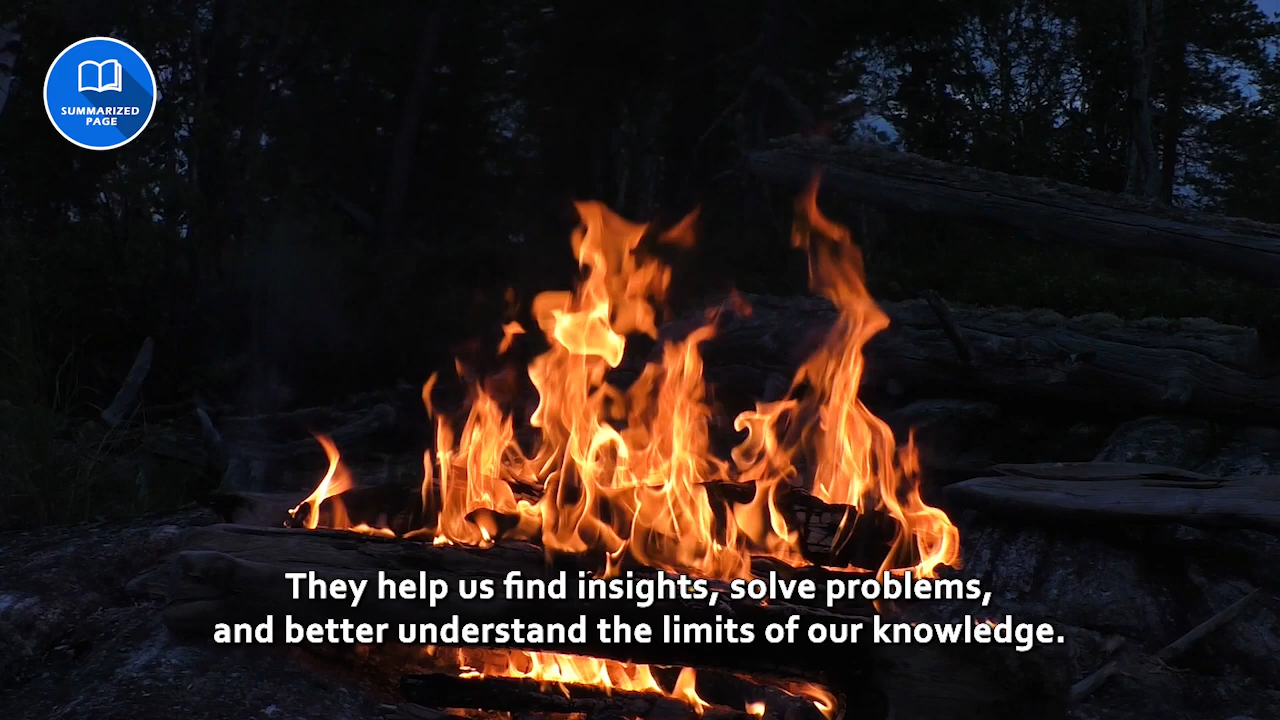 SUMMARIZED
PAGE
They help us find insights, solve problems,
and better understand the limits of our knowledge.